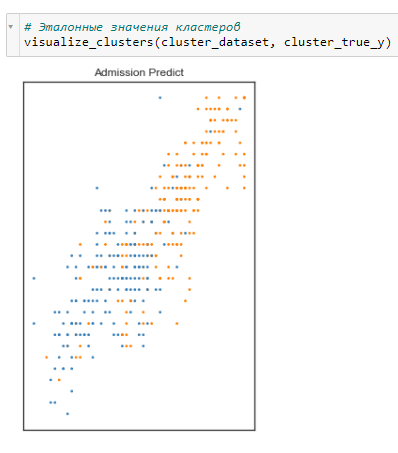 # Эталонные значения кластеров
visualize_clusters(cluster_dataset, cluster_true_y)
Admission Predict